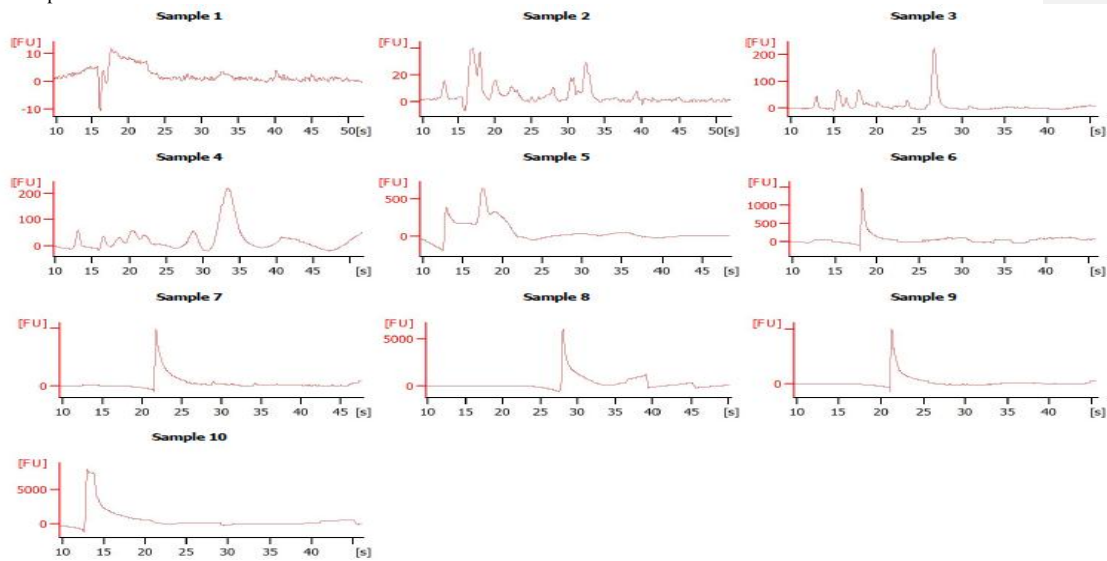 Sample 1 Sample 2 Sample 3
[FU] [FU] [FU]
10 20 200
0 0 100
-10 0
10 15 20 25 30 35 40 45 50[s] 10 15 20 25 30 35 40 45 50[s] 10 15 20 25 30 35 40 [s]
Sample 4 Sample 5 Sample 6
[FU] [FU] [FU]
200 500 1000
100 0 500
0 0
10 15 20 25 30 35 40 45 [s] 10 15 20 25 30 35 40 45 [s] 10 15 20 25 30 35 40 [s]
Sample 7 Sample 8 Sample 9
[FU] [FU] [FU]
0 5000 0
0
10 15 20 25 30 35 40 45 [s] 10 15 20 25 30 35 40 45 [s] 10 15 20 25 30 35 40 [s]
Sample 10
[FU]
5000
0
10 15 20 25 30 35 40 [s]